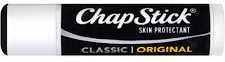 ChapStick®
SKIN PROTECTANT
CLASSIC | ORIGINAL